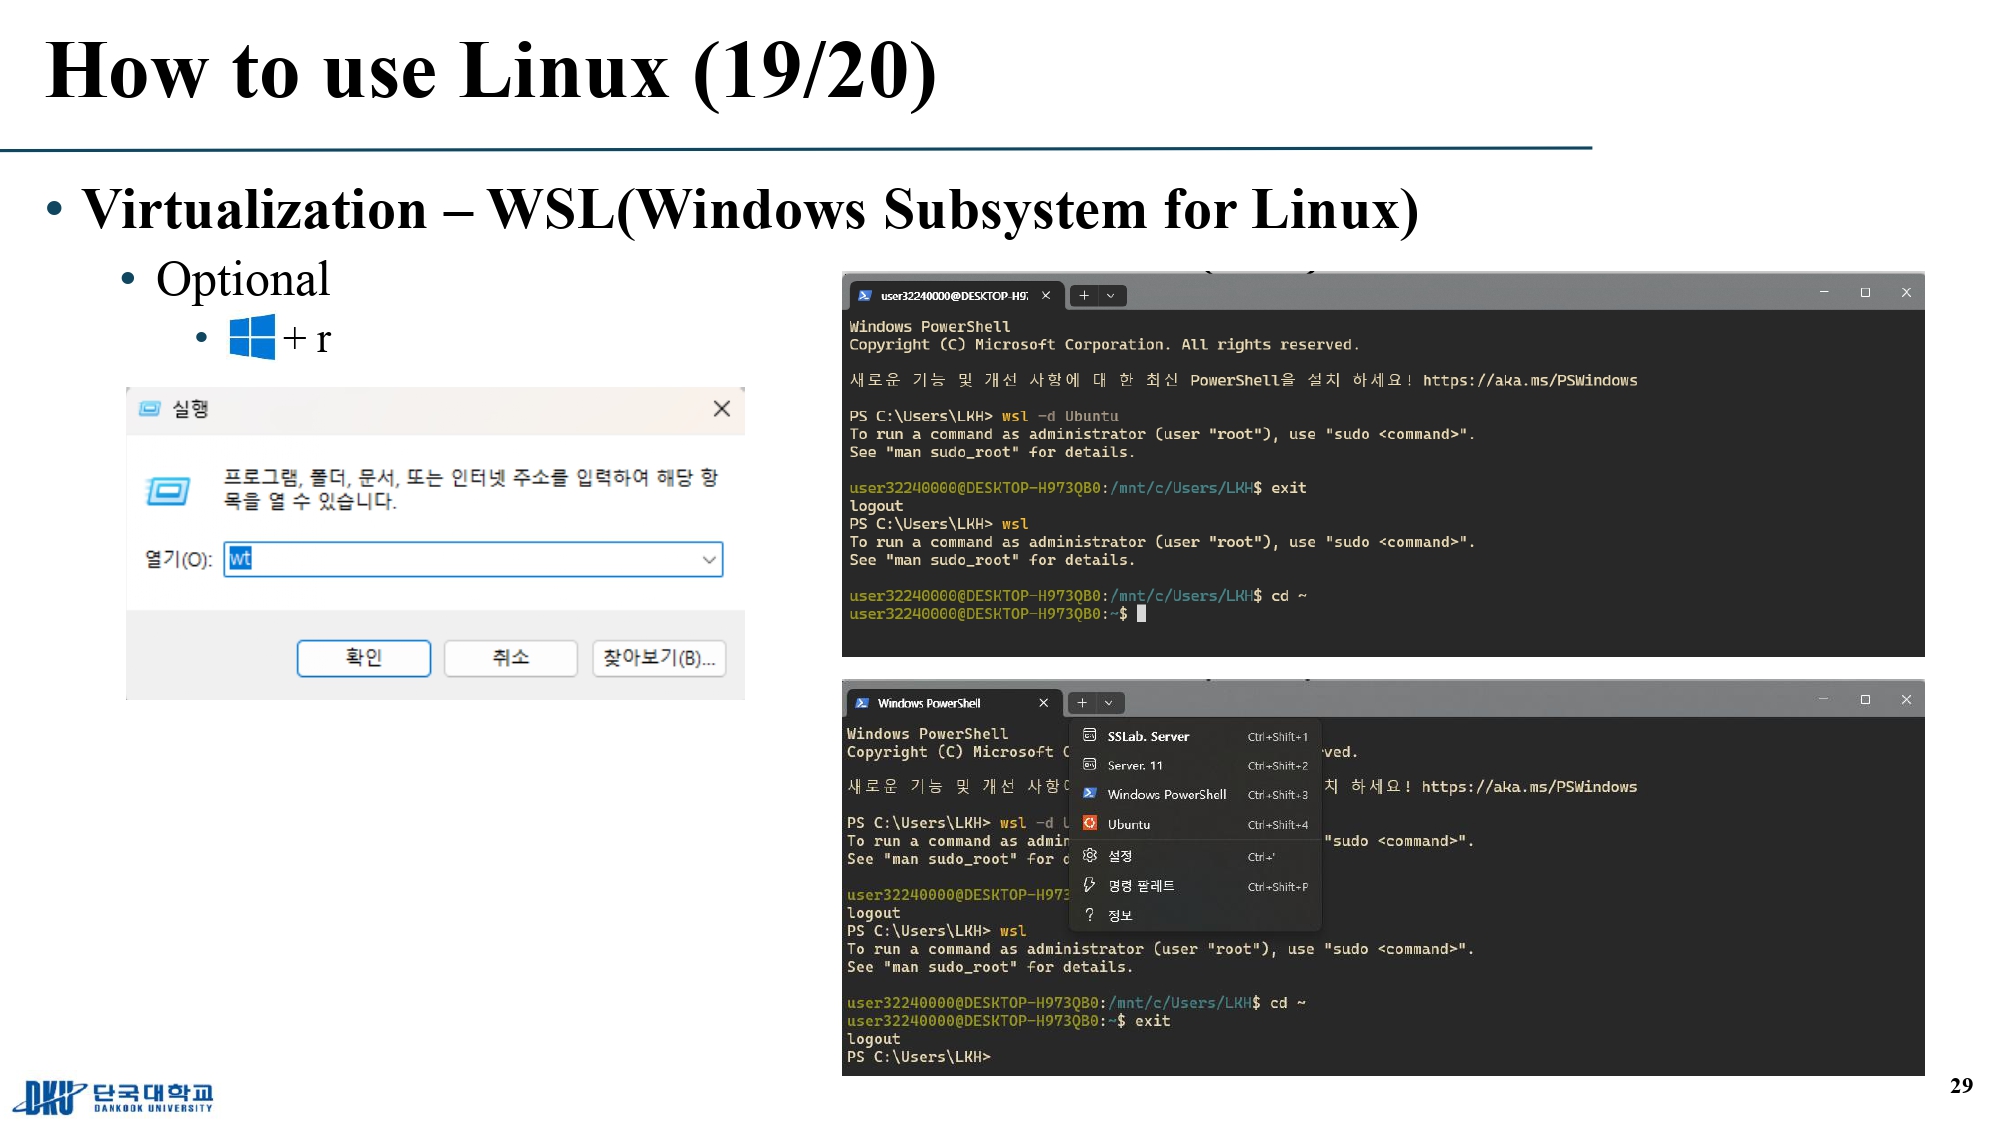 How to use Linux (19/20)
• Virtualization – WSL(Windows Subsystem for Linux)
• Optional
• + r
실행
프로그램, 폴더, 문서, 또는 인터넷 주소를 입력하여 해당 항
목을 열 수 있습니다.
열기(O): wt
확인 취소 찾아보기(B)...
user32240000@DESKTOP-H97
Windows PowerShell
Copyright (C) Microsoft Corporation. All rights reserved.
새로운 기능 및 개선 사항에 대 한 최신 PowerShell을 설치 하세요! https://aka.ms/PSWindows
PS C:\Users\LKH> wsl -d Ubuntu
To run a command as administrator (user "root"), use "sudo <command>".
See "man sudo_root" for details.
user32240000@DESKTOP-H973QB0:/mnt/c/Users/LKH$ exit
logout
PS C:\Users\LKH> wsl
To run a command as administrator (user "root"), use "sudo <command>".
See "man sudo_root" for details.
user32240000@DESKTOP-H973QB0:/mnt/c/Users/LKH$ cd ~
user32240000@DESKTOP-H973QB0:~$
Windows PowerShell
Windows PowerShell
Copyright (C) Microsoft C
ved.
새로운 기능 및 개선 사항
치 하세요! https://aka.ms/PSWindows
PS C:\Users\LKH> wsl -d U
To run a command as admin
"sudo <command>".
See "man sudo_root" for d
user32240000@DESKTOP-H973
logout
SSLab. Server Ctrl+Shift+1
Server. 11 Ctrl+Shift+2
Windows PowerShell Ctrl+Shift+3
Ubuntu Ctrl+Shift+4
설정 Ctrl+
명령 팔레트 Ctrl+Shift+P
정보
PS C:\Users\LKH> wsl
To run a command as administrator (user "root"), use "sudo <command>".
See "man sudo_root" for details.
user32240000@DESKTOP-H973QB0:/mnt/c/Users/LKH$ cd ~
user32240000@DESKTOP-H973QB0:~$ exit
logout
PS C:\Users\LKH>
DKU 단국대학교
DANKOOK UNIVERSITY
29